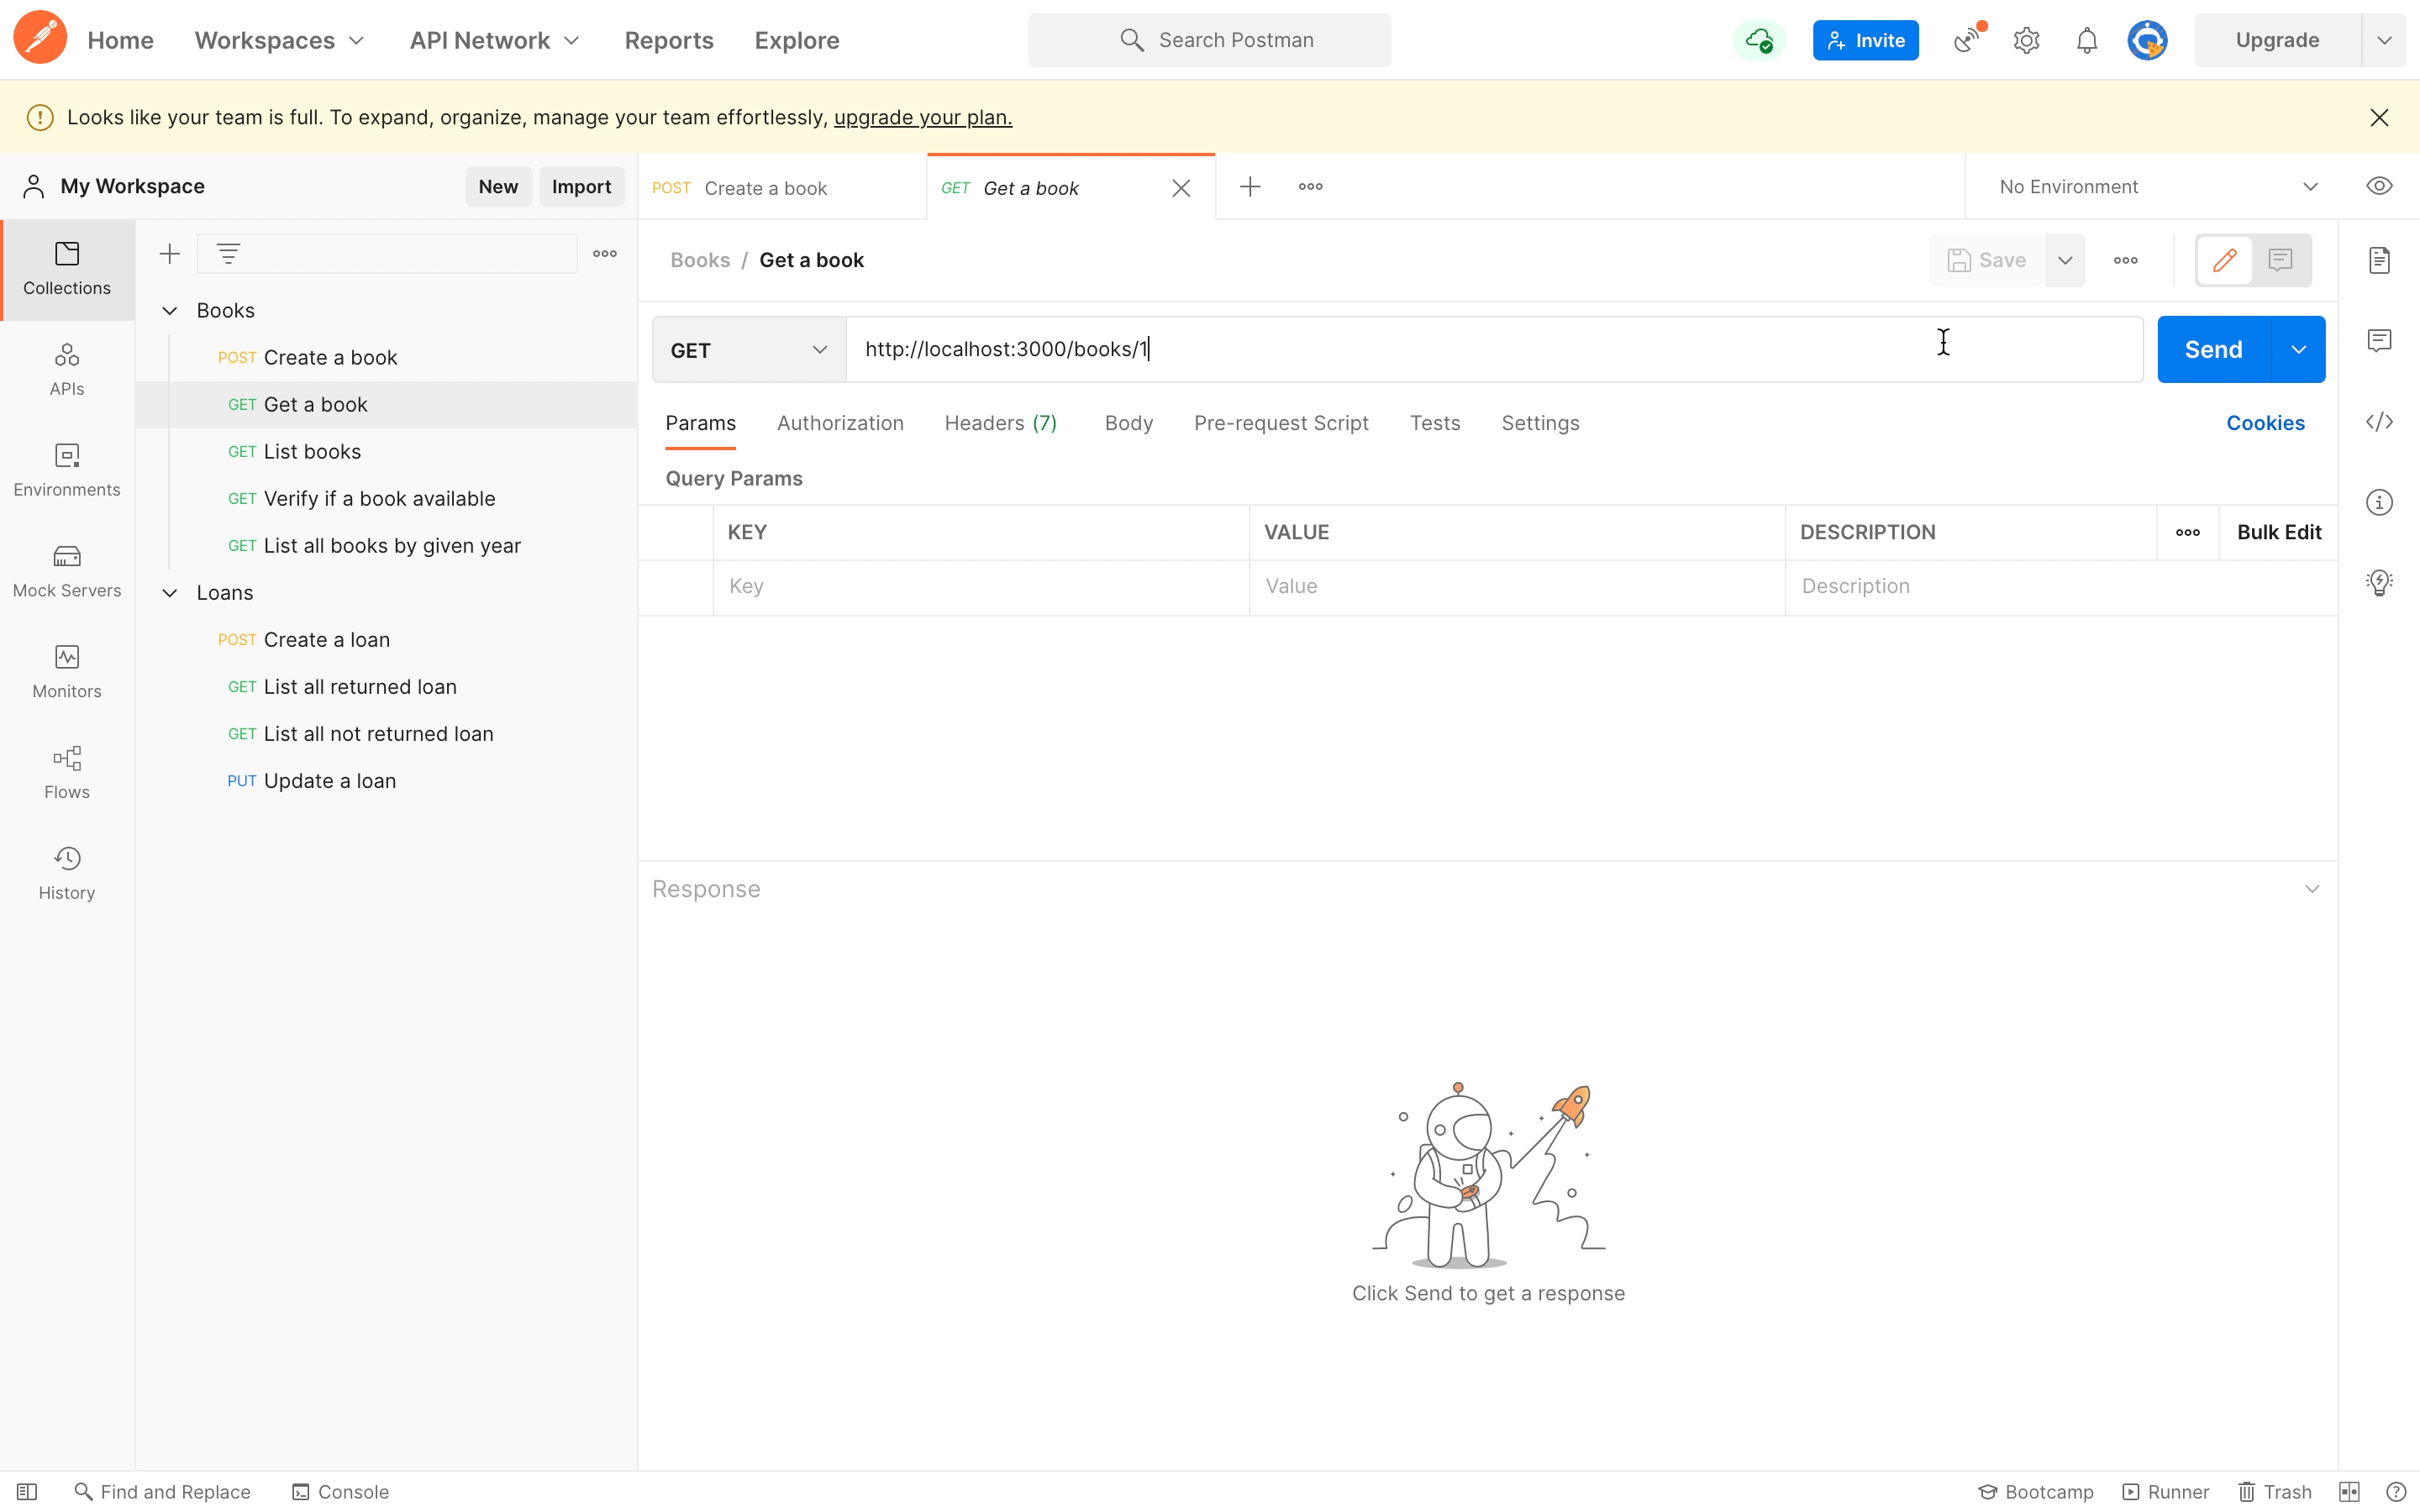 Home Workspaces API Network Reports Explore Search Postman Invite Upgrade
Looks like your team is full. To expand, organize, manage your team effortlessly, upgrade your plan.
My Workspace New Import POST Create a book GET Get a book No Environment
Collections
APIs
Environments
Mock Servers
Monitors
Flows
History
Books
POST Create a book
GET Get a book
GET List books
GET Verify if a book available
GET List all books by given year
Loans
POST Create a loan
GET List all returned loan
GET List all not returned loan
PUT Update a loan
Books / Get a book Save
GET http://localhost:3000/books/1 Send
Params Authorization Headers (7) Body Pre-request Script Tests Settings Cookies
Query Params
KEY VALUE DESCRIPTION Bulk Edit
Key Value Description
Response
Click Send to get a response
Find and Replace Console Bootcamp Runner Trash